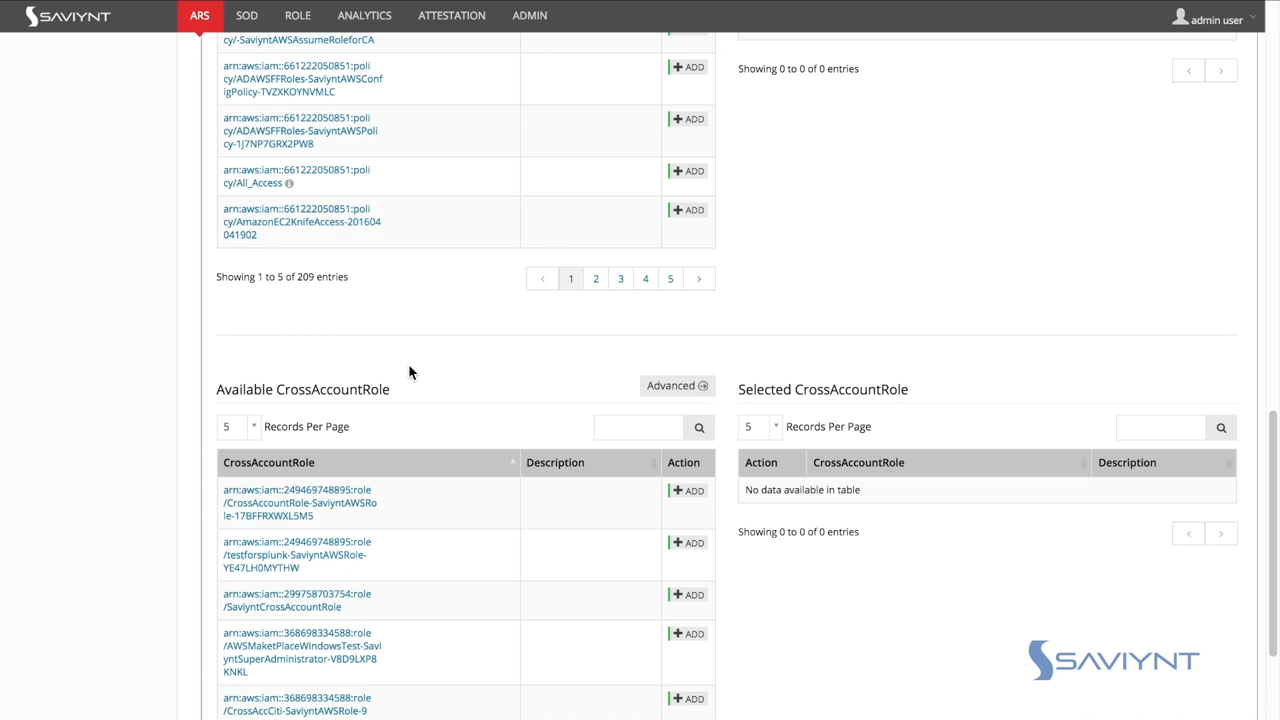 SAVIYNT
ARS
SOD
ROLE
ANALYTICS
ATTESTATION
ADMIN
admin user
cy/-SaviyntAWSAssumeRoleforCA
arn:aws:iam::661222050851:poli
cy/ADAWSFFRoles-SaviyntAWSConf
igPolicy-TVZXKOYNVMLC
+ ADD
arn:aws:iam::661222050851:poli
cy/ADAWSFFRoles-SaviyntAWSPoli
cy-1J7NP7GRX2PW8
+ ADD
arn:aws:iam::661222050851:poli
cy/All_Access
+ ADD
arn:aws:iam::661222050851:poli
cy/AmazonEC2KnifeAccess-201604
041902
+ ADD
Showing 1 to 5 of 209 entries
< 1 2 3 4 5 >
Showing 0 to 0 of 0 entries
< >
Available CrossAccountRole
Advanced
5 Records Per Page
CrossAccountRole Description Action
arn:aws:iam::249469748895:role
/CrossAccountRole-SaviyntAWSRo
le-17BFFRXWXL5M5
+ ADD
arn:aws:iam::249469748895:role
/testforsplunk-SaviyntAWSRole-
YE47LH0MYTHW
+ ADD
arn:aws:iam::299758703754:role
/SaviyntCrossAccountRole
+ ADD
arn:aws:iam::368698334588:role
/AWSMaketPlaceWindowsTest-Savi
yntSuperAdministrator-V8D9LXP8
KNKL
+ ADD
arn:aws:iam::368698334588:role
/CrossAccCiti-SaviyntAWSRole-9
+ ADD
Selected CrossAccountRole
5 Records Per Page
Action CrossAccountRole Description
No data available in table
Showing 0 to 0 of 0 entries
< >
SAVIYNT